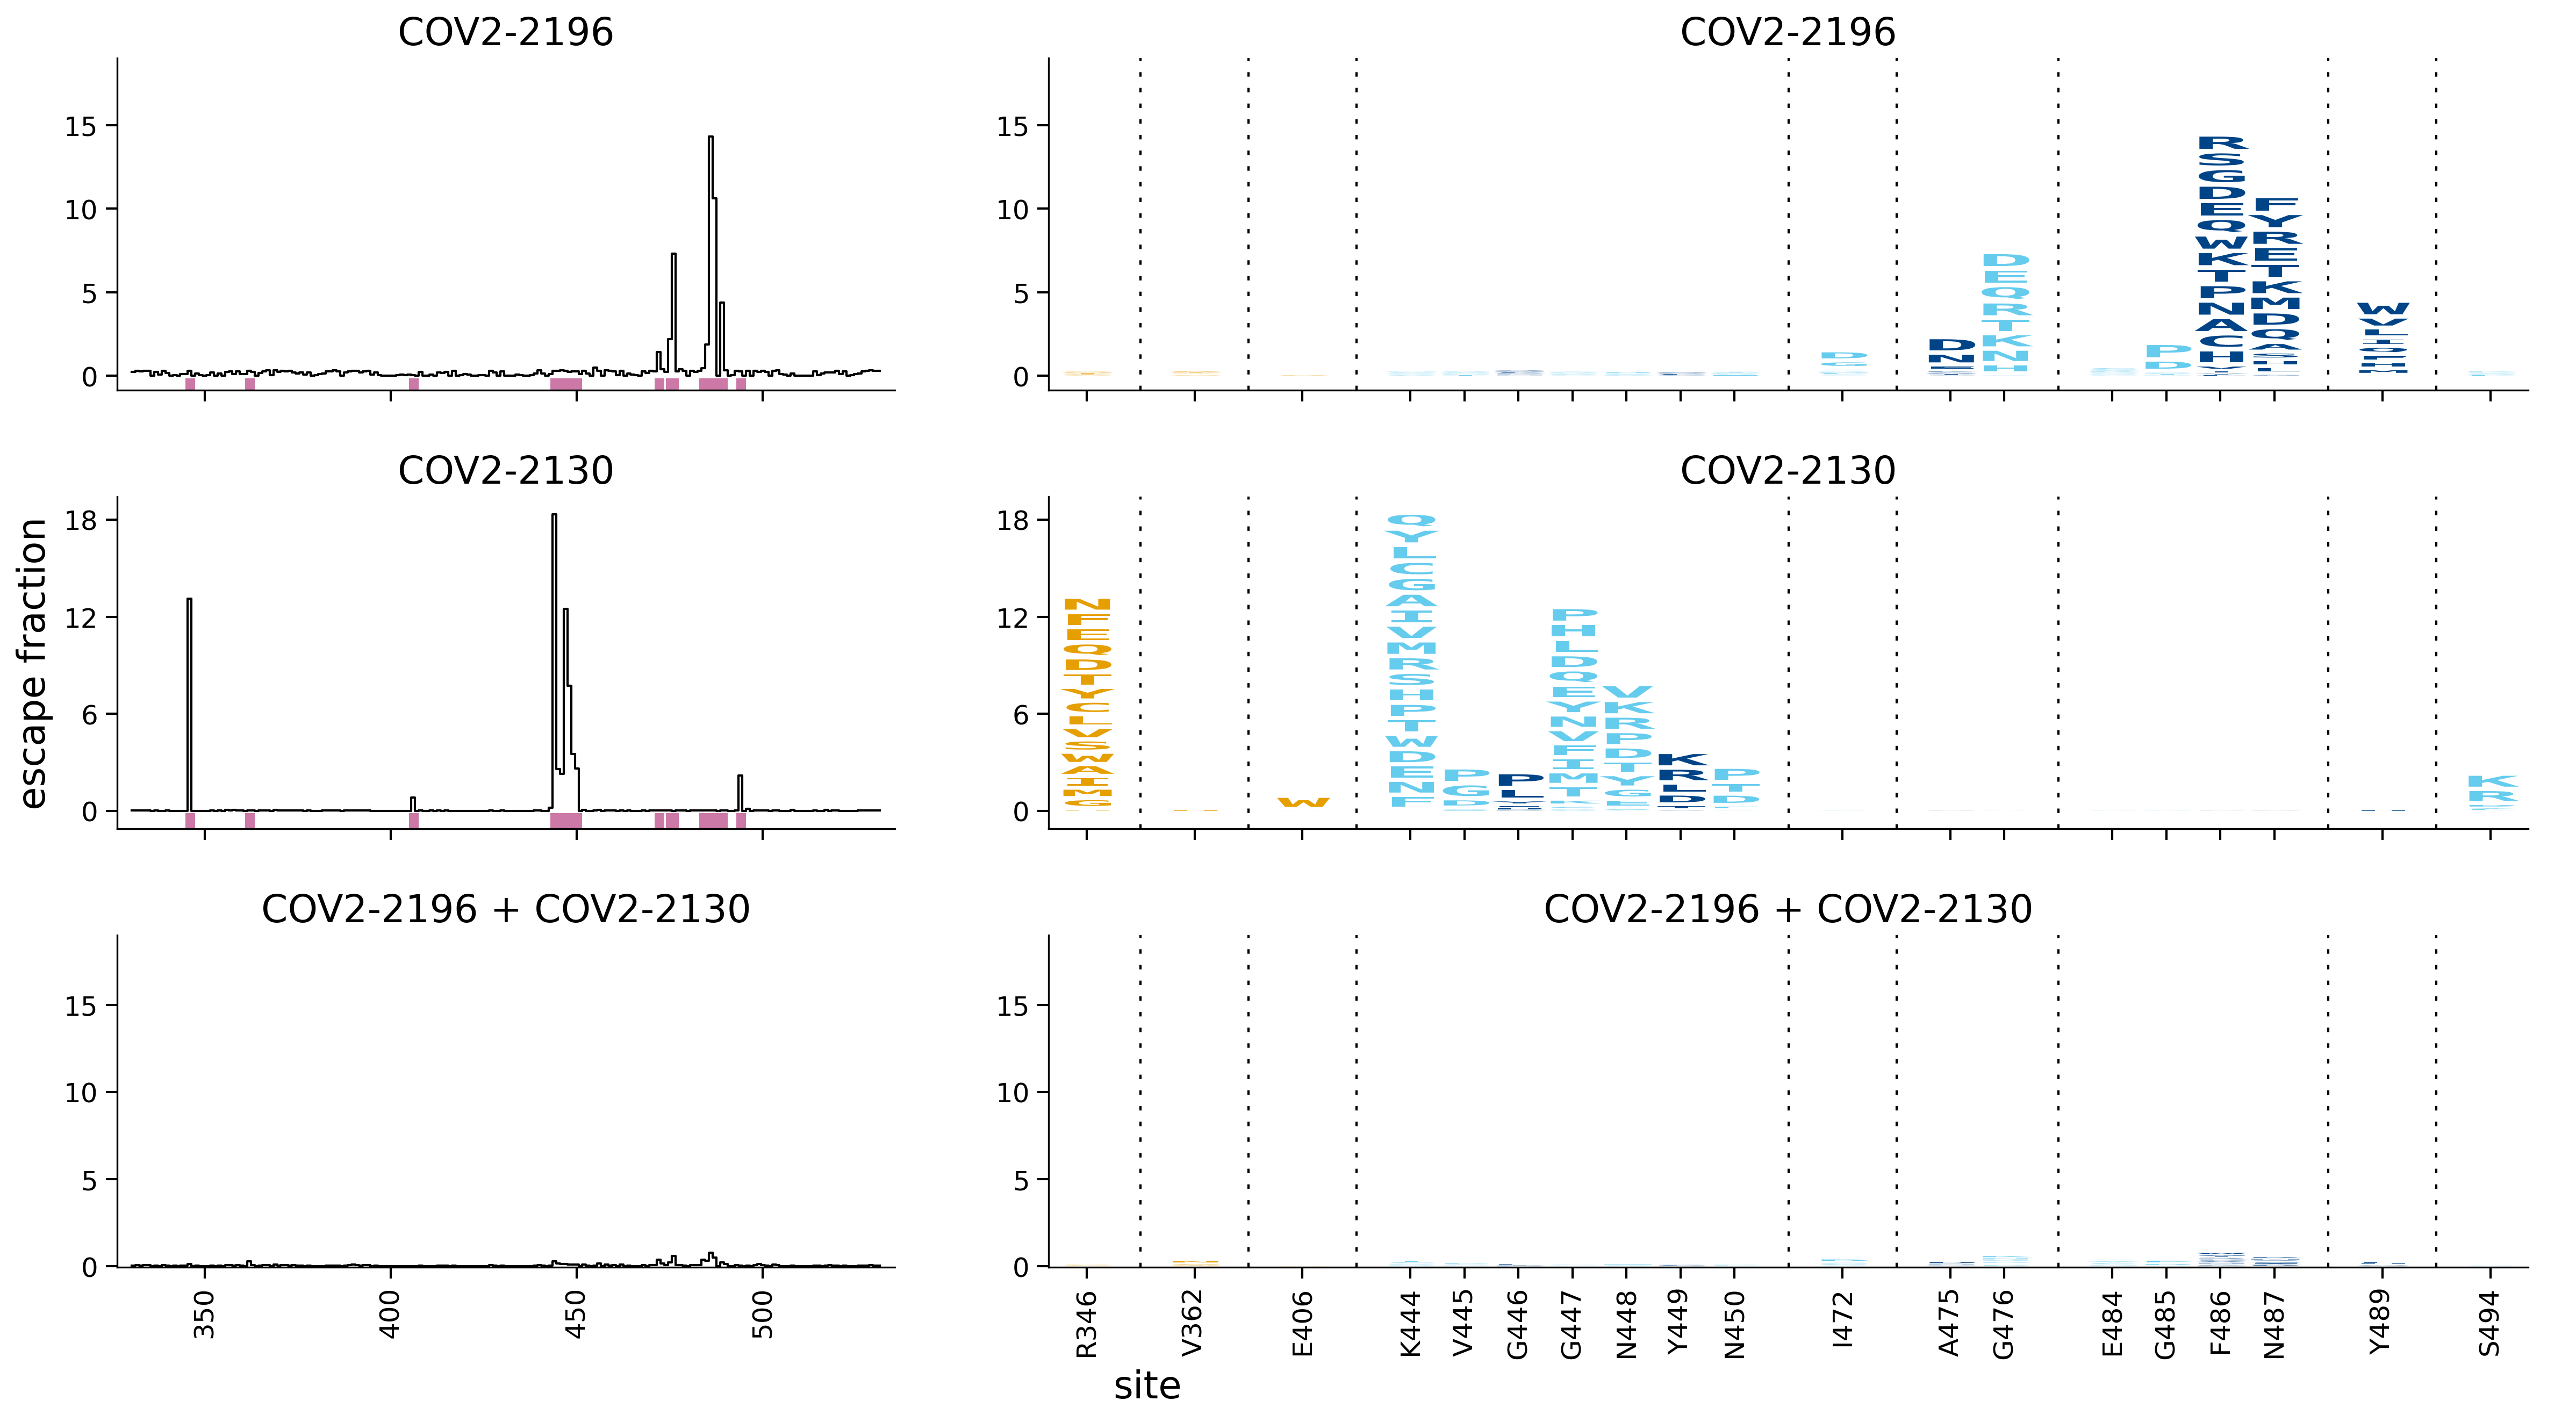 COV2-2196
COV2-2196
15
10
5
0
15
10
5
0
R
S
G
D
E
Q
W
K
T
P
N
A
C
H
F
Y
R
E
T
K
M
D
Q
A
S
L
D
E
Q
R
T
K
N
H
D
N
P
D
D
G
W
V
L
I
Q
H
M
COV2-2130
COV2-2130
escape fraction
18
12
6
0
18
12
6
0
N
F
E
Q
D
T
Y
C
L
V
S
W
A
I
M
G
W
Q
Y
L
C
G
A
I
V
M
R
S
H
P
T
W
D
E
N
F
P
G
D
P
L
Y
P
H
L
D
Q
E
Y
N
V
F
I
M
T
K
V
K
R
P
D
T
Y
G
E
K
R
L
D
T
P
T
D
K
R
COV2-2196 + COV2-2130
COV2-2196 + COV2-2130
15
10
5
0
15
10
5
0
350
400
450
500
R346
V362
E406
K444
V445
G446
G447
N448
Y449
N450
I472
A475
G476
E484
G485
F486
N487
Y489
S494
site